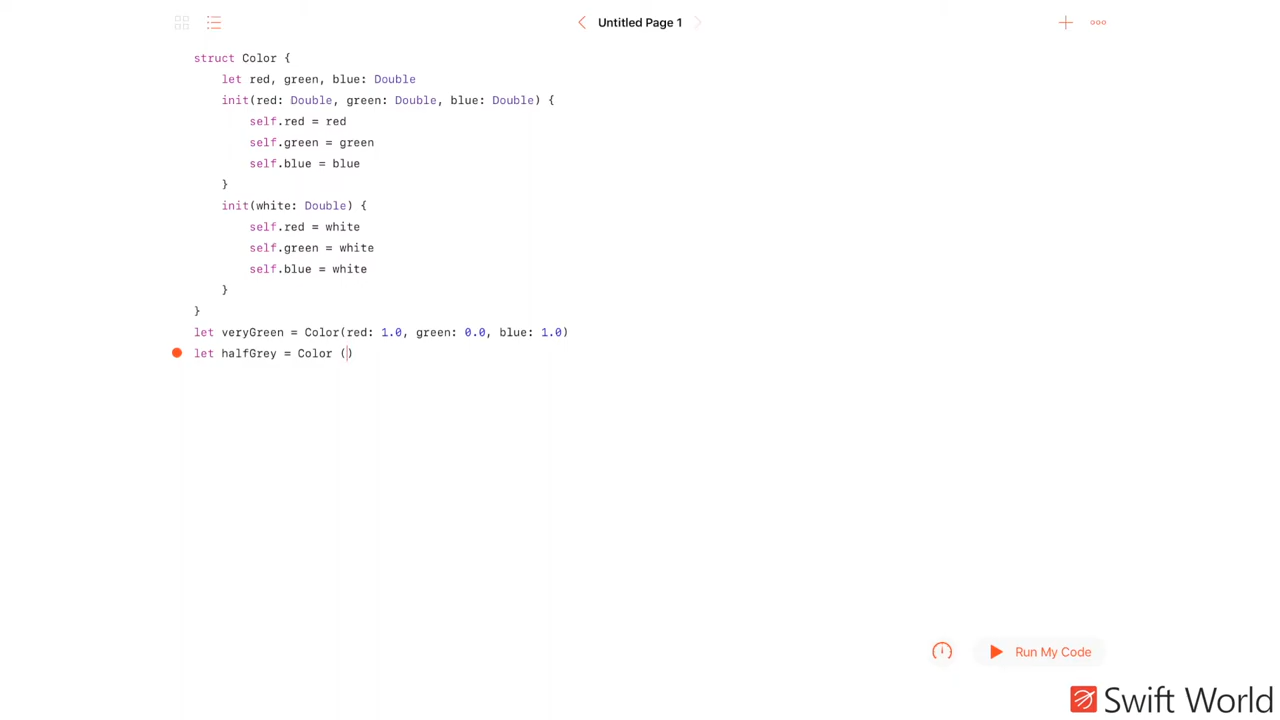 Untitled Page 1
struct Color {
let red, green, blue: Double
init(red: Double, green: Double, blue: Double) {
self.red = red
self.green = green
self.blue = blue
}
init(white: Double) {
self.red = white
self.green = white
self.blue = white
}
}
let veryGreen = Color(red: 1.0, green: 0.0, blue: 1.0)
let halfGrey = Color ()
Run My Code
Swift World